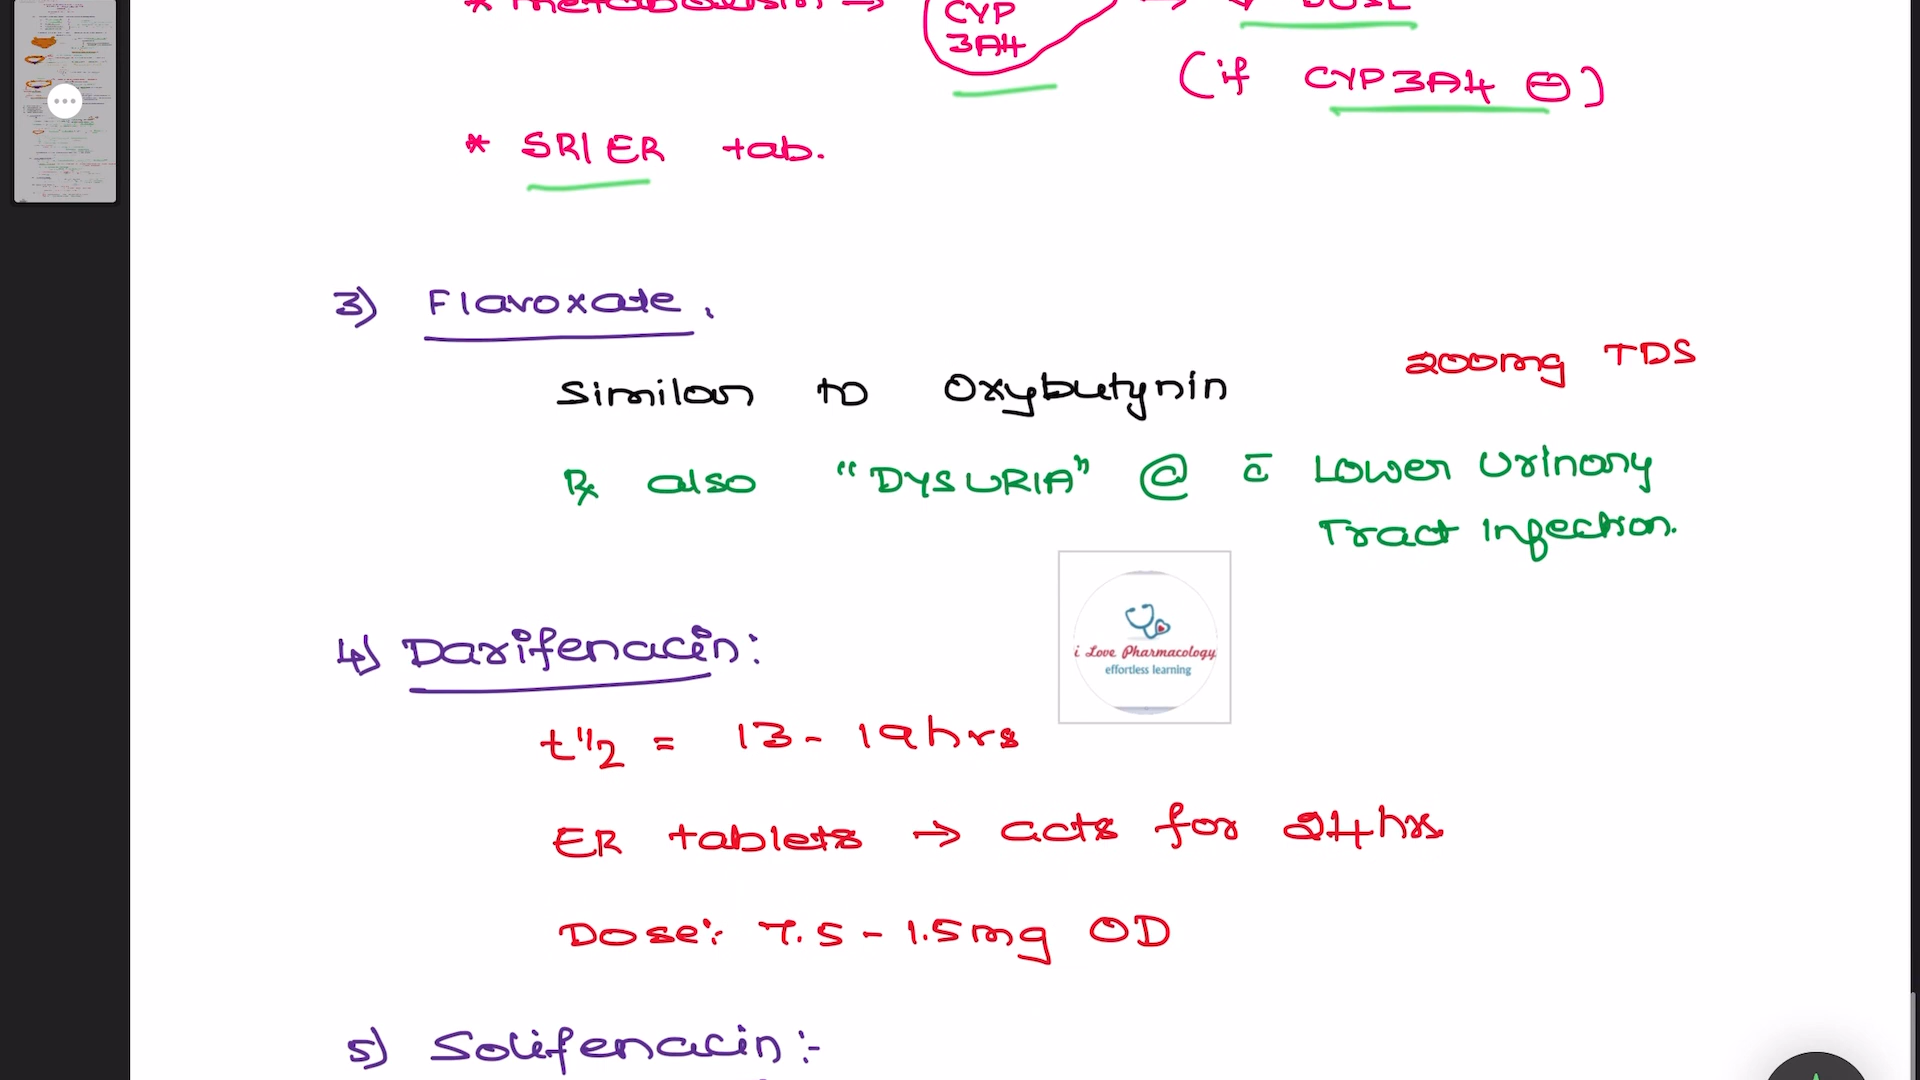 * metabolism → CYP 3A4 → ↓ DOSE
(if CYP3A4 ⊖)
* SR/ER tab.
3) Flavoxate.
Similar to Oxybutynin
200mg TDS
℞ also "DYSURIA" @ c̄ Lower Urinary
Tract Infection.
i Love Pharmacology
effortless learning
4) Darifenacin:
t1/2 = 13-19hrs
ER tablets → acts for 24hrs
Dose: 7.5-1.5mg OD
5) Solifenacin:-